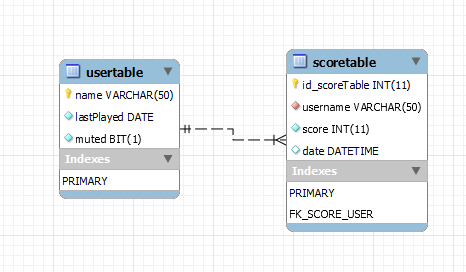 usertable
name VARCHAR(50)
lastPlayed DATE
muted BIT(1)
Indexes
PRIMARY
scoretable
id_scoreTable INT(11)
username VARCHAR(50)
score INT(11)
date DATETIME
Indexes
PRIMARY
FK_SCORE_USER